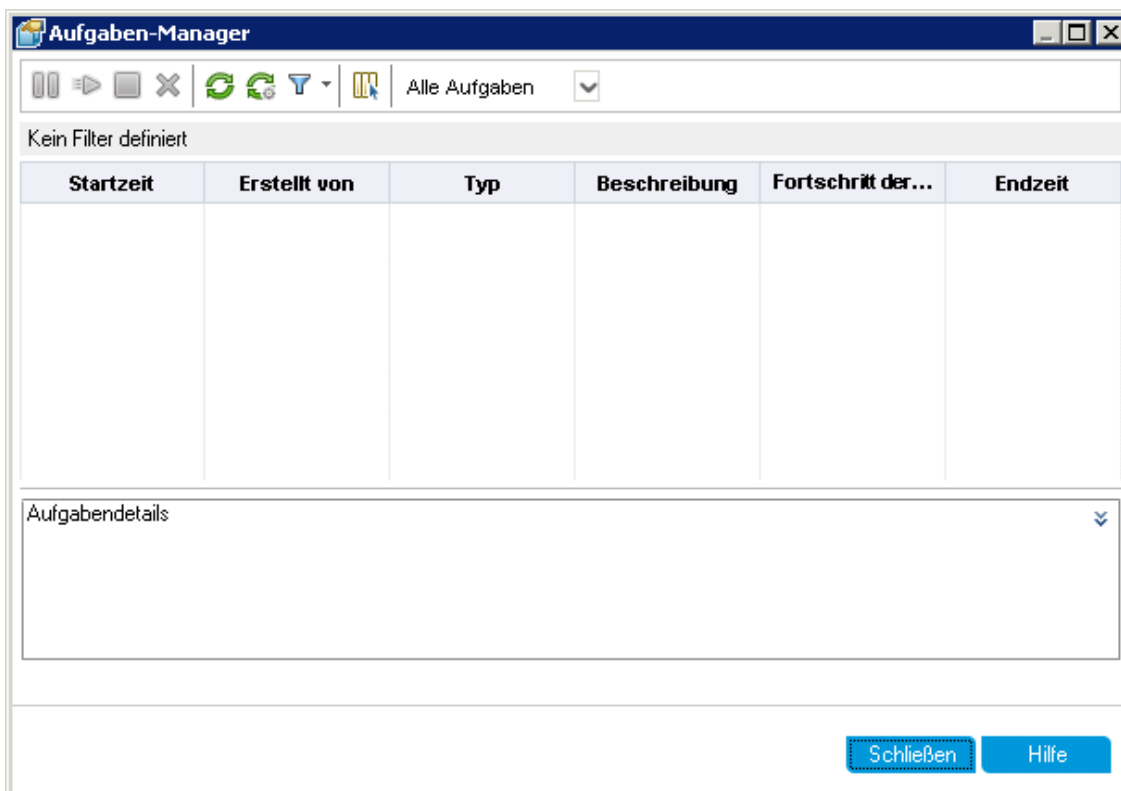 Aufgaben-Manager
Alle Aufgaben
Kein Filter definiert
Startzeit Erstellt von Typ Beschreibung Fortschritt der... Endzeit
Aufgabendetails
Schließen Hilfe